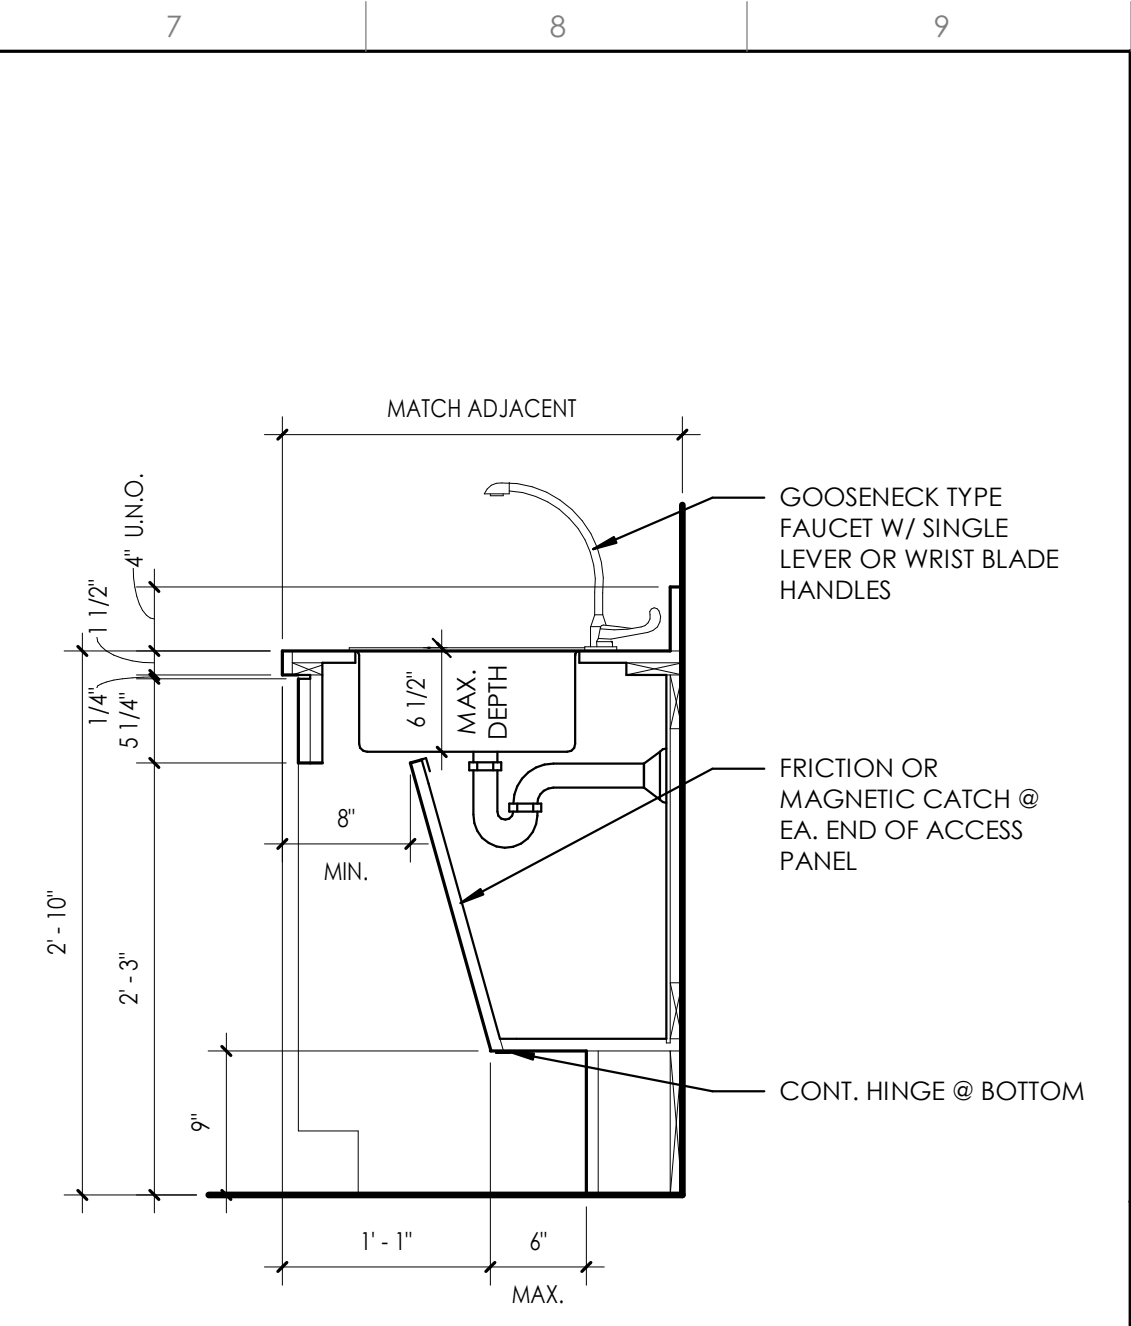 7
8
9
MATCH ADJACENT
4" U.N.O.
1 1/2"
1/4"
5 1/4"
6 1/2"
MAX.
DEPTH
GOOSENECK TYPE
FAUCET W/ SINGLE
LEVER OR WRIST BLADE
HANDLES
FRICTION OR
MAGNETIC CATCH @
EA. END OF ACCESS
PANEL
8"
MIN.
2' - 10"
2' - 3"
9"
CONT. HINGE @ BOTTOM
1' - 1"
6"
MAX.